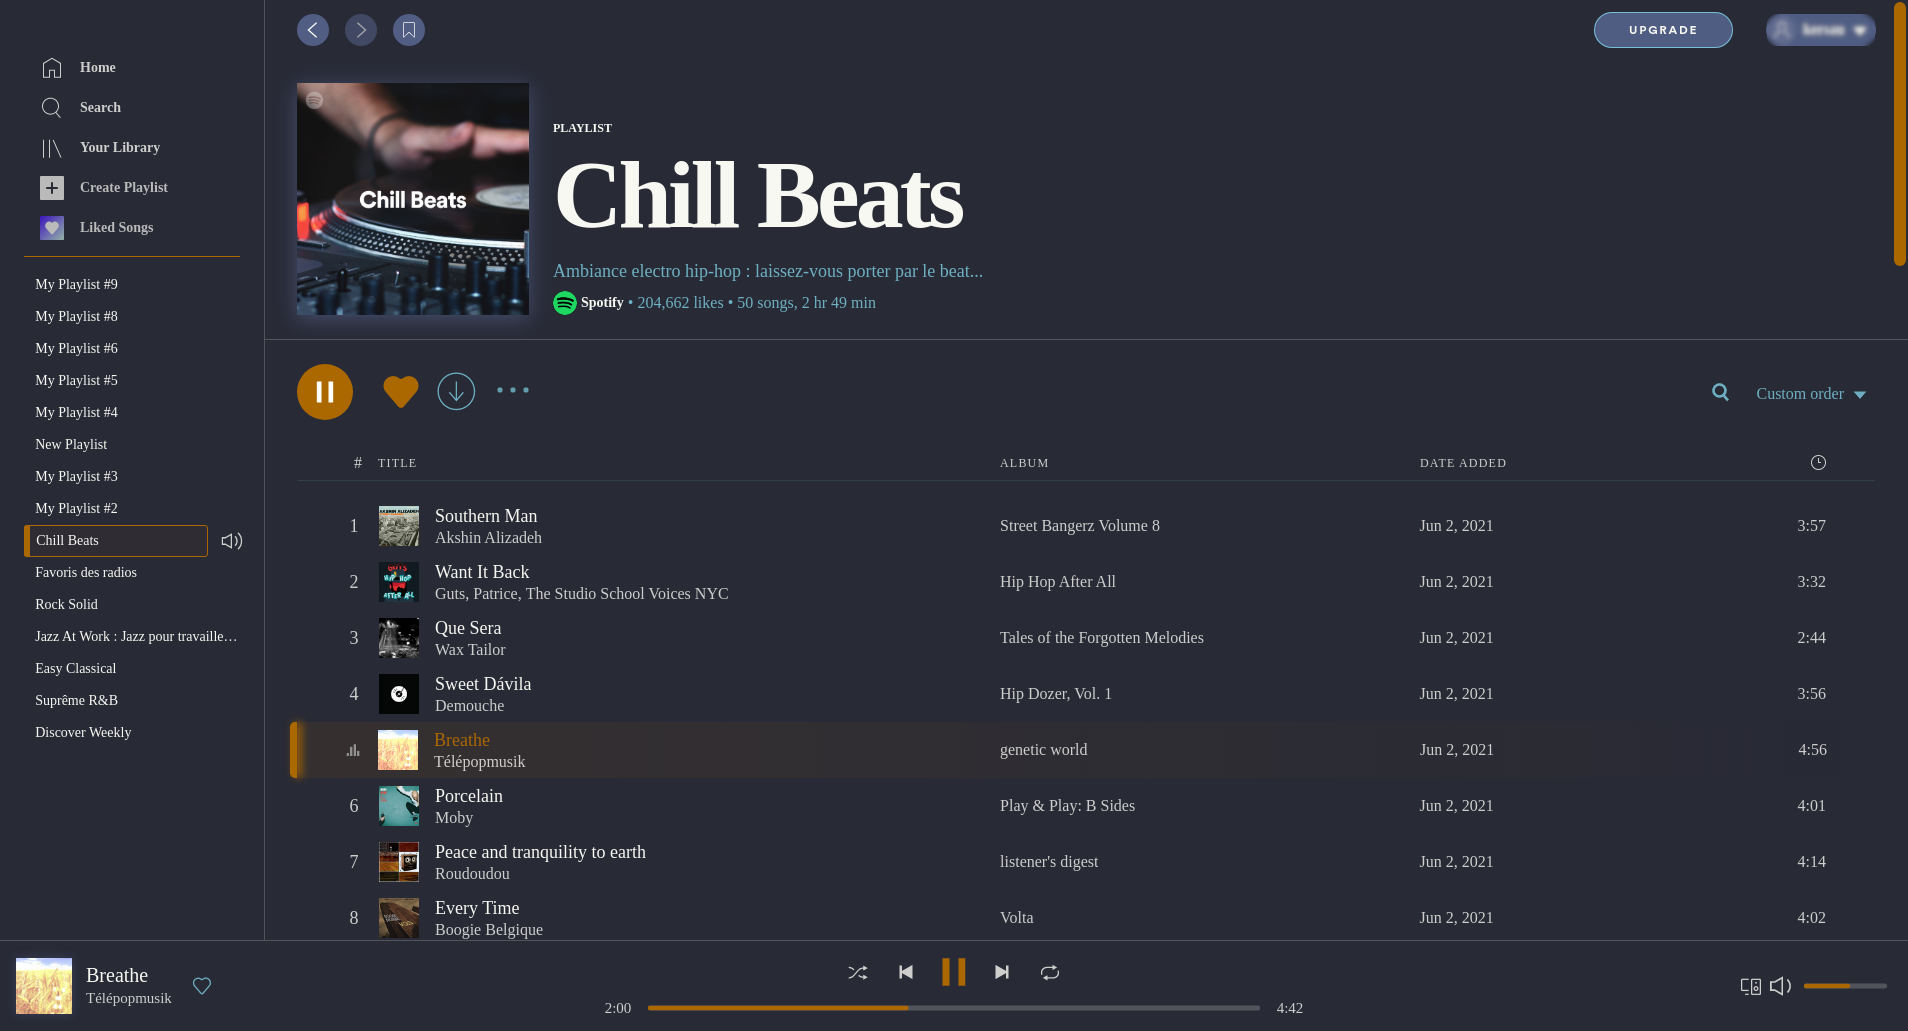 UPGRADE
Home
Search
Your Library
Create Playlist
Liked Songs
My Playlist #9
My Playlist #8
My Playlist #6
My Playlist #5
My Playlist #4
New Playlist
My Playlist #3
My Playlist #2
Chill Beats
Favoris des radios
Rock Solid
Jazz At Work : Jazz pour travaille…
Easy Classical
Suprême R&B
Discover Weekly
Chill Beats
PLAYLIST
Chill Beats
Ambiance electro hip-hop : laissez-vous porter par le beat...
Spotify • 204,662 likes • 50 songs, 2 hr 49 min
Custom order
# TITLE ALBUM DATE ADDED
1 Southern Man Street Bangerz Volume 8 Jun 2, 2021 3:57
Akshin Alizadeh
2 Want It Back Hip Hop After All Jun 2, 2021 3:32
Guts, Patrice, The Studio School Voices NYC
3 Que Sera Tales of the Forgotten Melodies Jun 2, 2021 2:44
Wax Tailor
4 Sweet Dávila Hip Dozer, Vol. 1 Jun 2, 2021 3:56
Demouche
Breathe genetic world Jun 2, 2021 4:56
Télépopmusik
6 Porcelain Play & Play: B Sides Jun 2, 2021 4:01
Moby
7 Peace and tranquility to earth listener's digest Jun 2, 2021 4:14
Roudoudou
8 Every Time Volta Jun 2, 2021 4:02
Boogie Belgique
Breathe
Télépopmusik
2:00 4:42